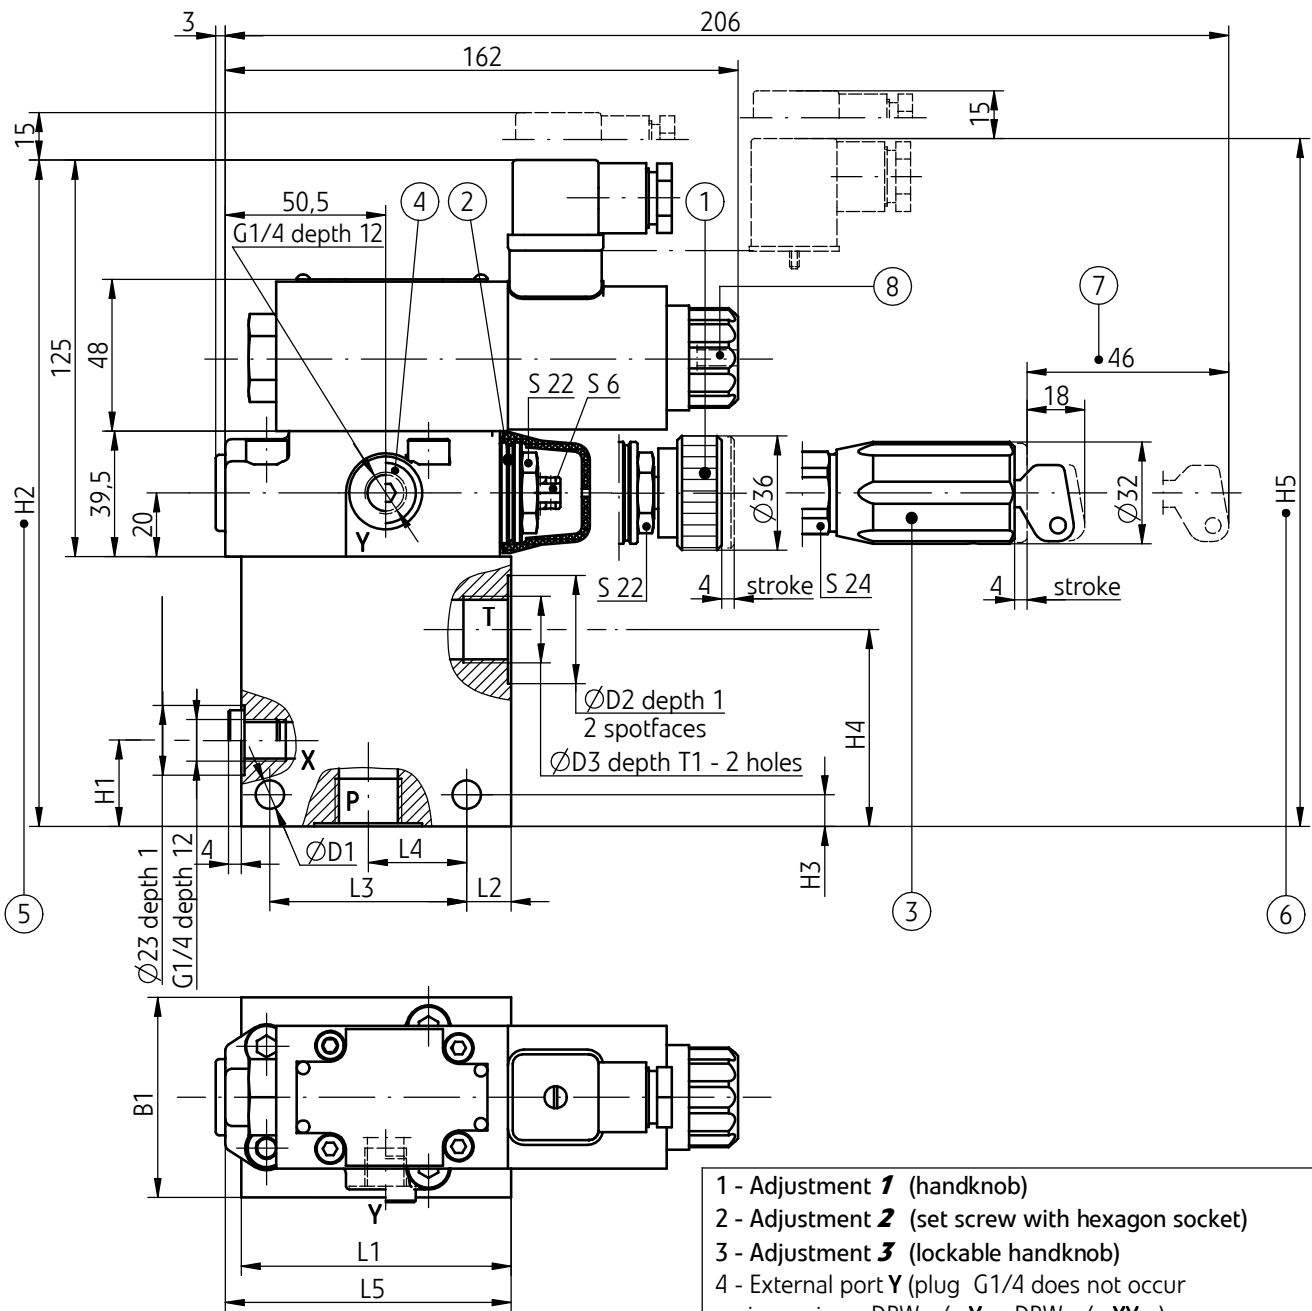 3
206
162
15
15
50,5
4
2
1
G1/4 depth 12
8
7
125
48
46
S 22
S 6
18
H2
39,5
20
Ø36
Ø32
H5
Y
S 22
4
stroke
S 24
4
stroke
T
ØD2 depth 1
2 spotfaces
H4
X
ØD3 depth T1 - 2 holes
H1
P
4
ØD1
L4
H3
L3
L2
5
3
6
Ø23 depth 1
G1/4 depth 12
B1
Y
L1
L5
1 - Adjustment 1 (handknob)
2 - Adjustment 2 (set screw with hexagon socket)
3 - Adjustment 3 (lockable handknob)
4 - External port Y (plug G1/4 does not occur